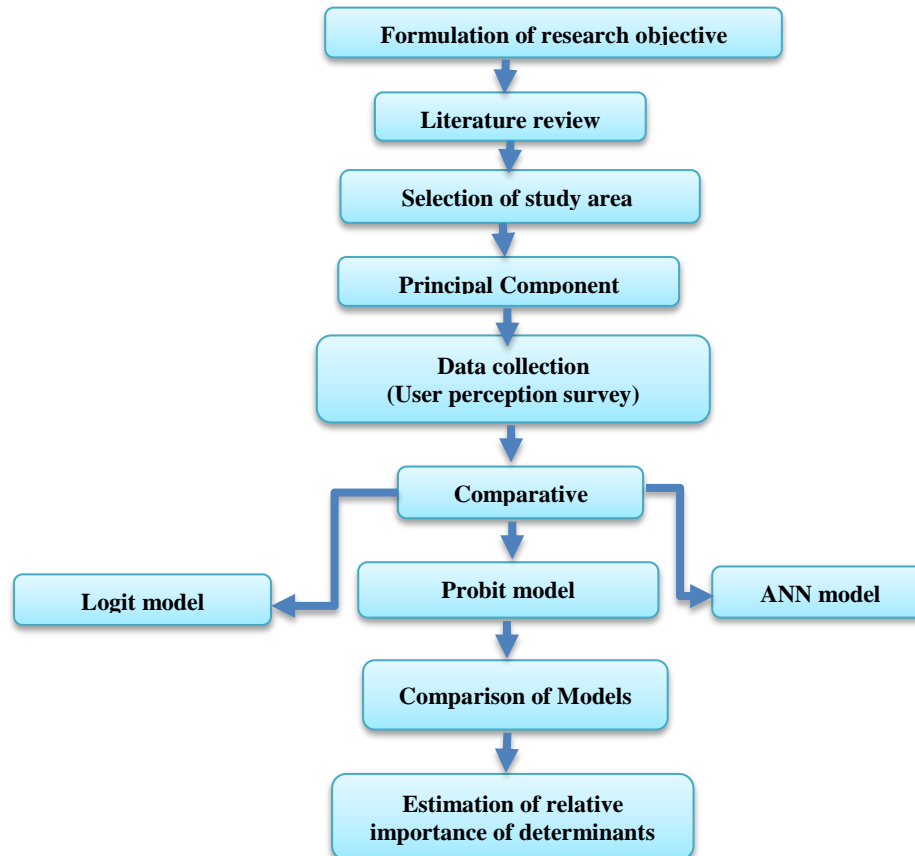 Formulation of research objective
Literature review
Selection of study area
Principal Component
Data collection
(User perception survey)
Comparative
Logit model
Probit model
ANN model
Comparison of Models
Estimation of relative
importance of determinants